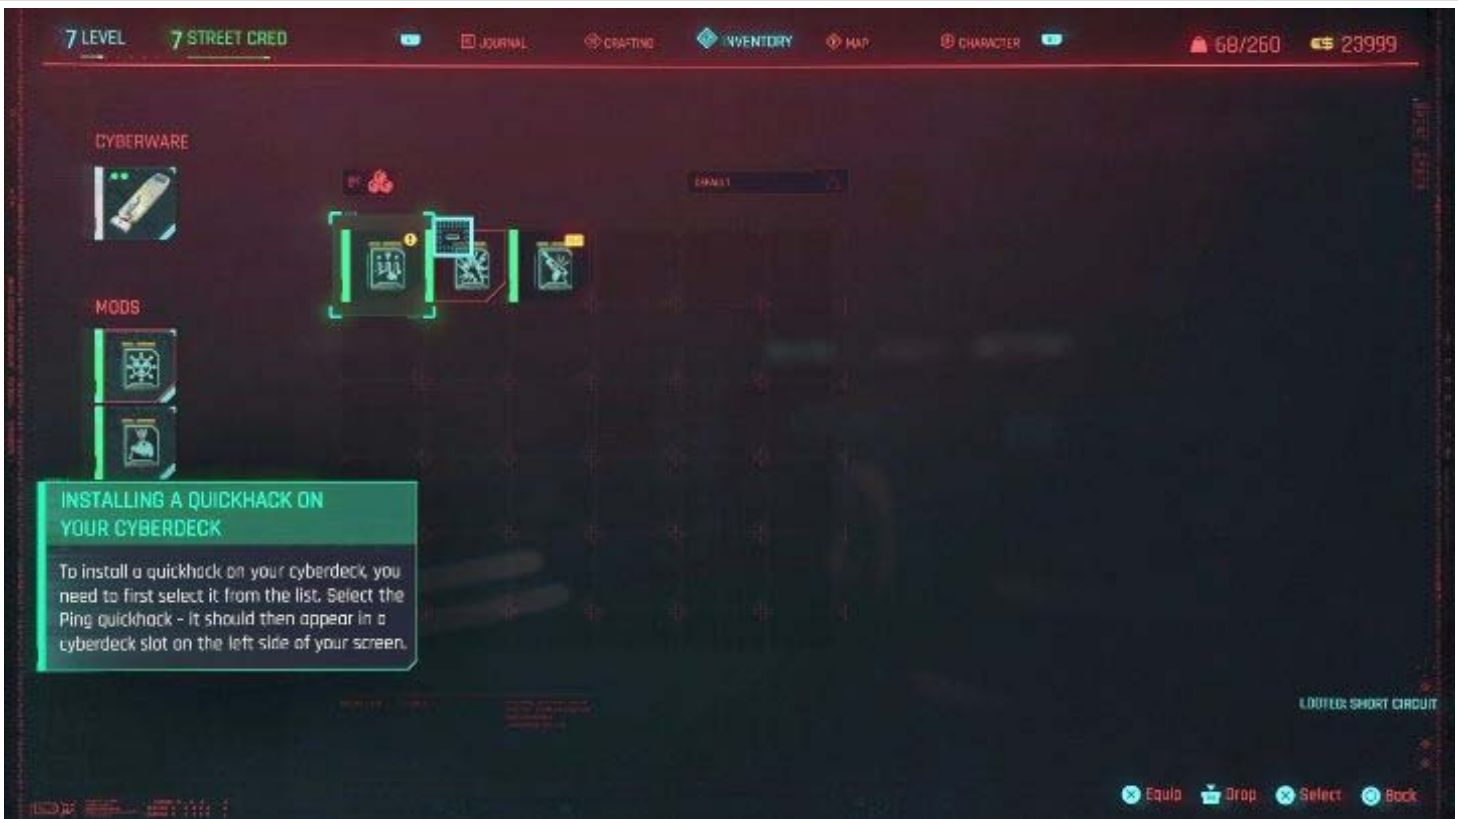 7 LEVEL
7 STREET CRED
JOURNAL
CRAFTING
INVENTORY
MAP
CHARACTER
68/260
€$ 23999
CYBERWARE
DEFAULT
MODS
INSTALLING A QUICKHACK ON
YOUR CYBERDECK
To install a quickhack on your cyberdeck, you
need to first select it from the list. Select the
Ping quickhack - it should then appear in a
cyberdeck slot on the left side of your screen.
LOOTED: SHORT CIRCUIT
Equip Drop Select Back